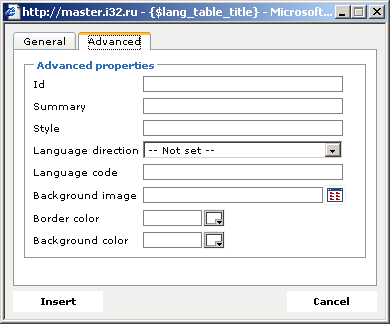 http://master.i32.ru - {$lang_table_title} - Microsoft...
General Advanced
Advanced properties
Id
Summary
Style
Language direction -- Not set --
Language code
Background image
Border color
Background color
Insert Cancel